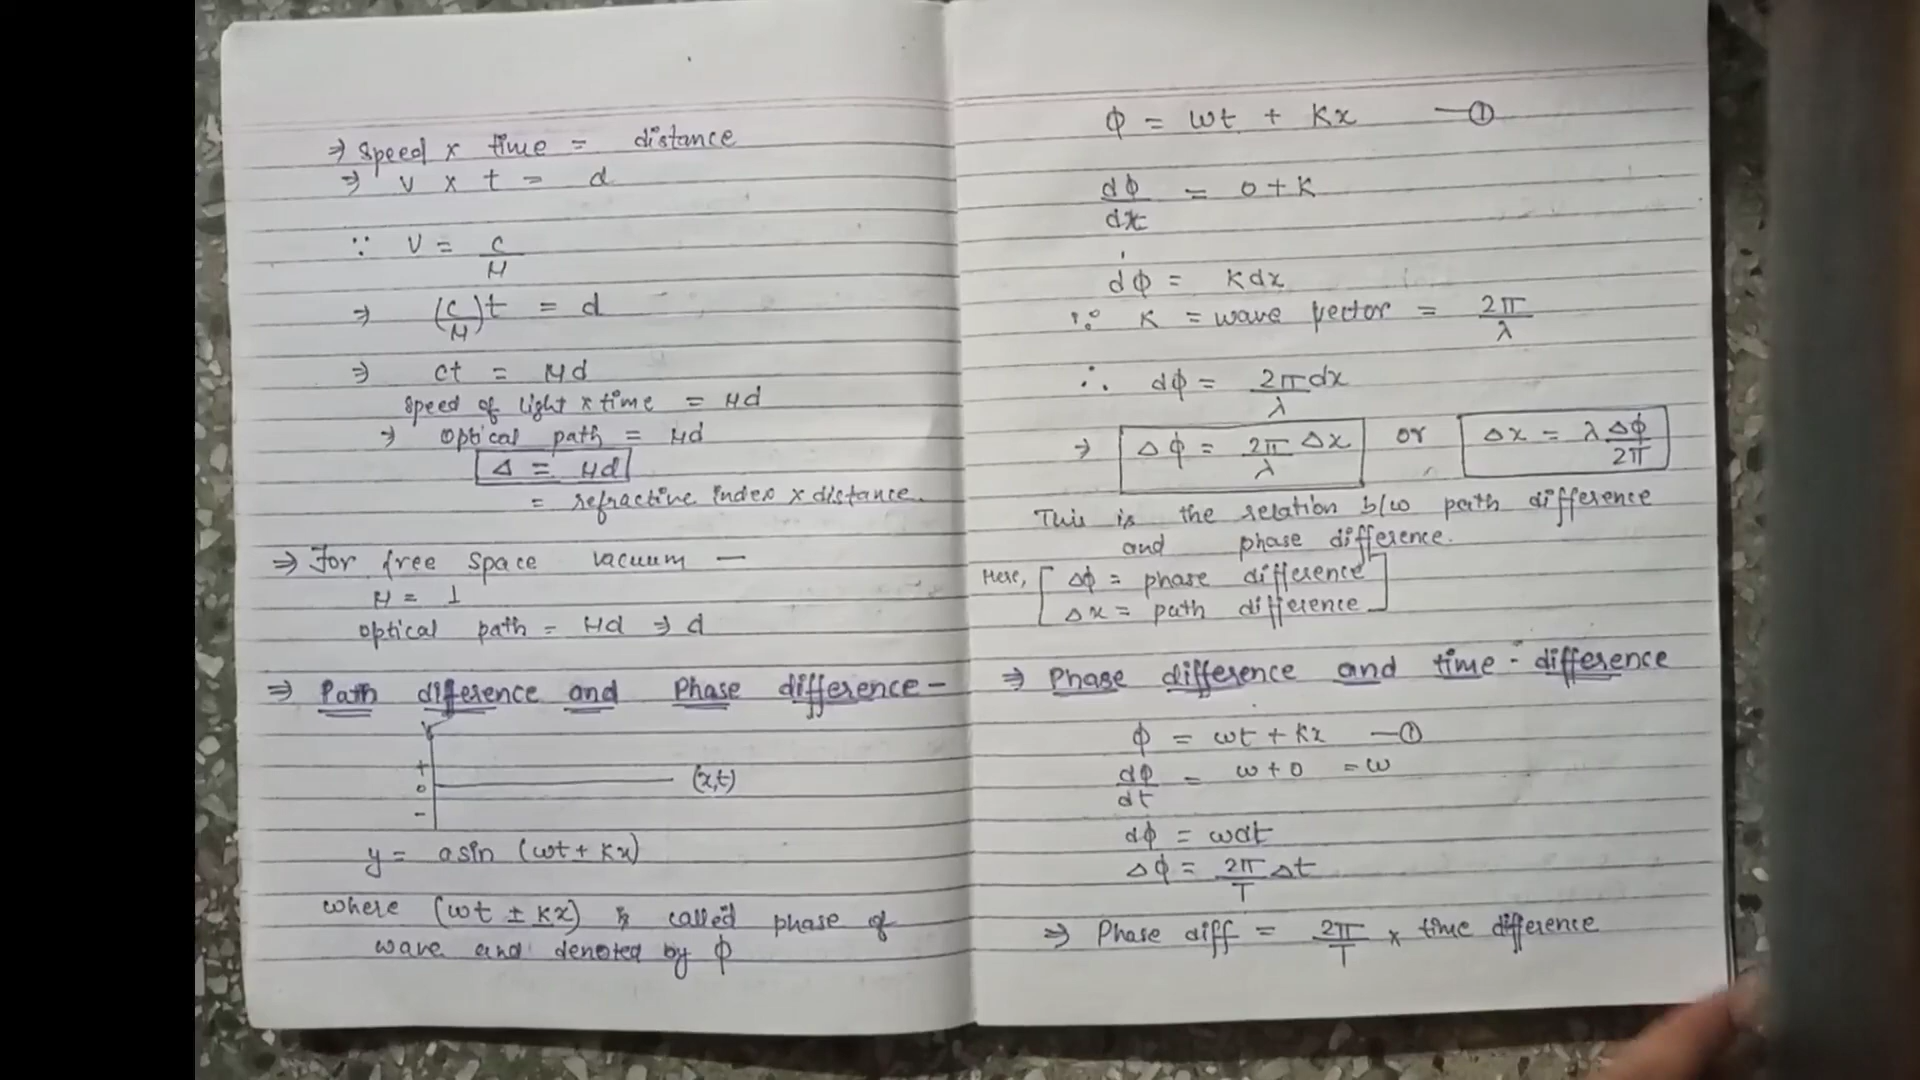 ⇒ Speed x time = distance
⇒ v x t = d
∵ v = c/μ
⇒ (c/μ)t = d
⇒ ct = μd
Speed of light x time = μd
⇒ optical path = μd
Δ = μd
= refractive index x distance.
⇒ For free space vacuum —
μ = 1
optical path = μd ⇒ d
⇒ Path difference and Phase difference -
Y
+
0
-
(x,t)
y = a sin (ωt + Kx)
where (ωt ± Kx) is called phase of
wave and denoted by ϕ
ϕ = ωt + Kx —①
dϕ/dx = 0 + K
dϕ = K dx
∵ K = wave vector = 2π/λ
∴ dϕ = 2π/λ dx
⇒ Δϕ = 2π/λ Δx or Δx = λ Δϕ/2π
This is the relation b/w path difference
and phase difference.
Here, [ Δϕ = phase difference
Δx = path difference ]
⇒ Phase difference and time - difference
ϕ = ωt + Kx —①
dϕ/dt = ω + 0 = ω
dϕ = ωdt
Δϕ = 2π/T Δt
⇒ Phase diff = 2π/T x time difference